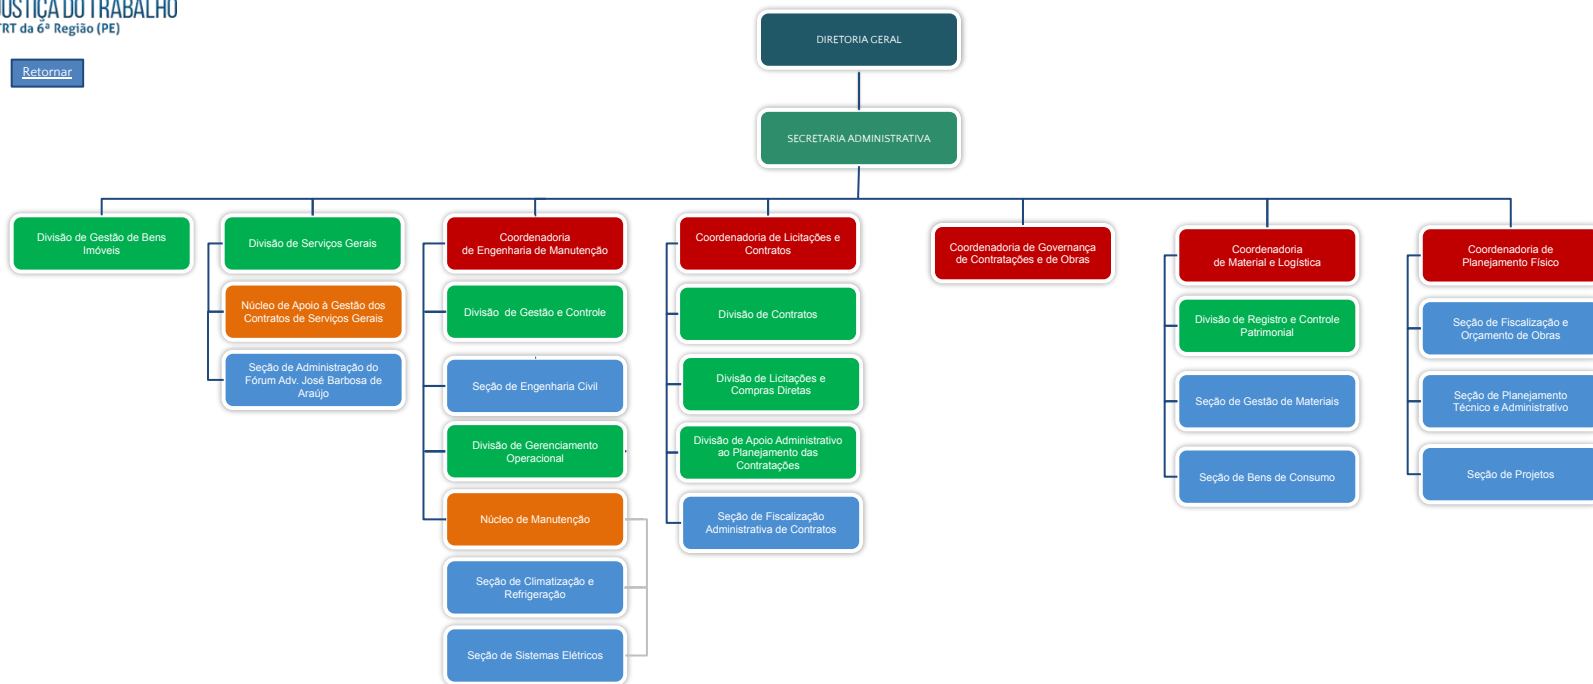 JUSTIÇA DO TRABALHO
TRT da 6ª Região (PE)
Retornar
DIRETORIA GERAL
SECRETARIA ADMINISTRATIVA
Divisão de Gestão de Bens
Imóveis
Divisão de Serviços Gerais
Núcleo de Apoio à Gestão dos
Contratos de Serviços Gerais
Seção de Administração do
Fórum Adv. José Barbosa de
Araújo
Coordenadoria
de Engenharia de Manutenção
Divisão de Gestão e Controle
Seção de Engenharia Civil
Divisão de Gerenciamento
Operacional
Núcleo de Manutenção
Seção de Climatização e
Refrigeração
Seção de Sistemas Elétricos
Coordenadoria de Licitações e
Contratos
Divisão de Contratos
Divisão de Licitações e
Compras Diretas
Divisão de Apoio Administrativo
ao Planejamento das
Contratações
Seção de Fiscalização
Administrativa de Contratos
Coordenadoria de Governança
de Contratações e de Obras
Coordenadoria
de Material e Logística
Divisão de Registro e Controle
Patrimonial
Seção de Gestão de Materiais
Seção de Bens de Consumo
Coordenadoria de
Planejamento Físico
Seção de Fiscalização e
Orçamento de Obras
Seção de Planejamento
Técnico e Administrativo
Seção de Projetos